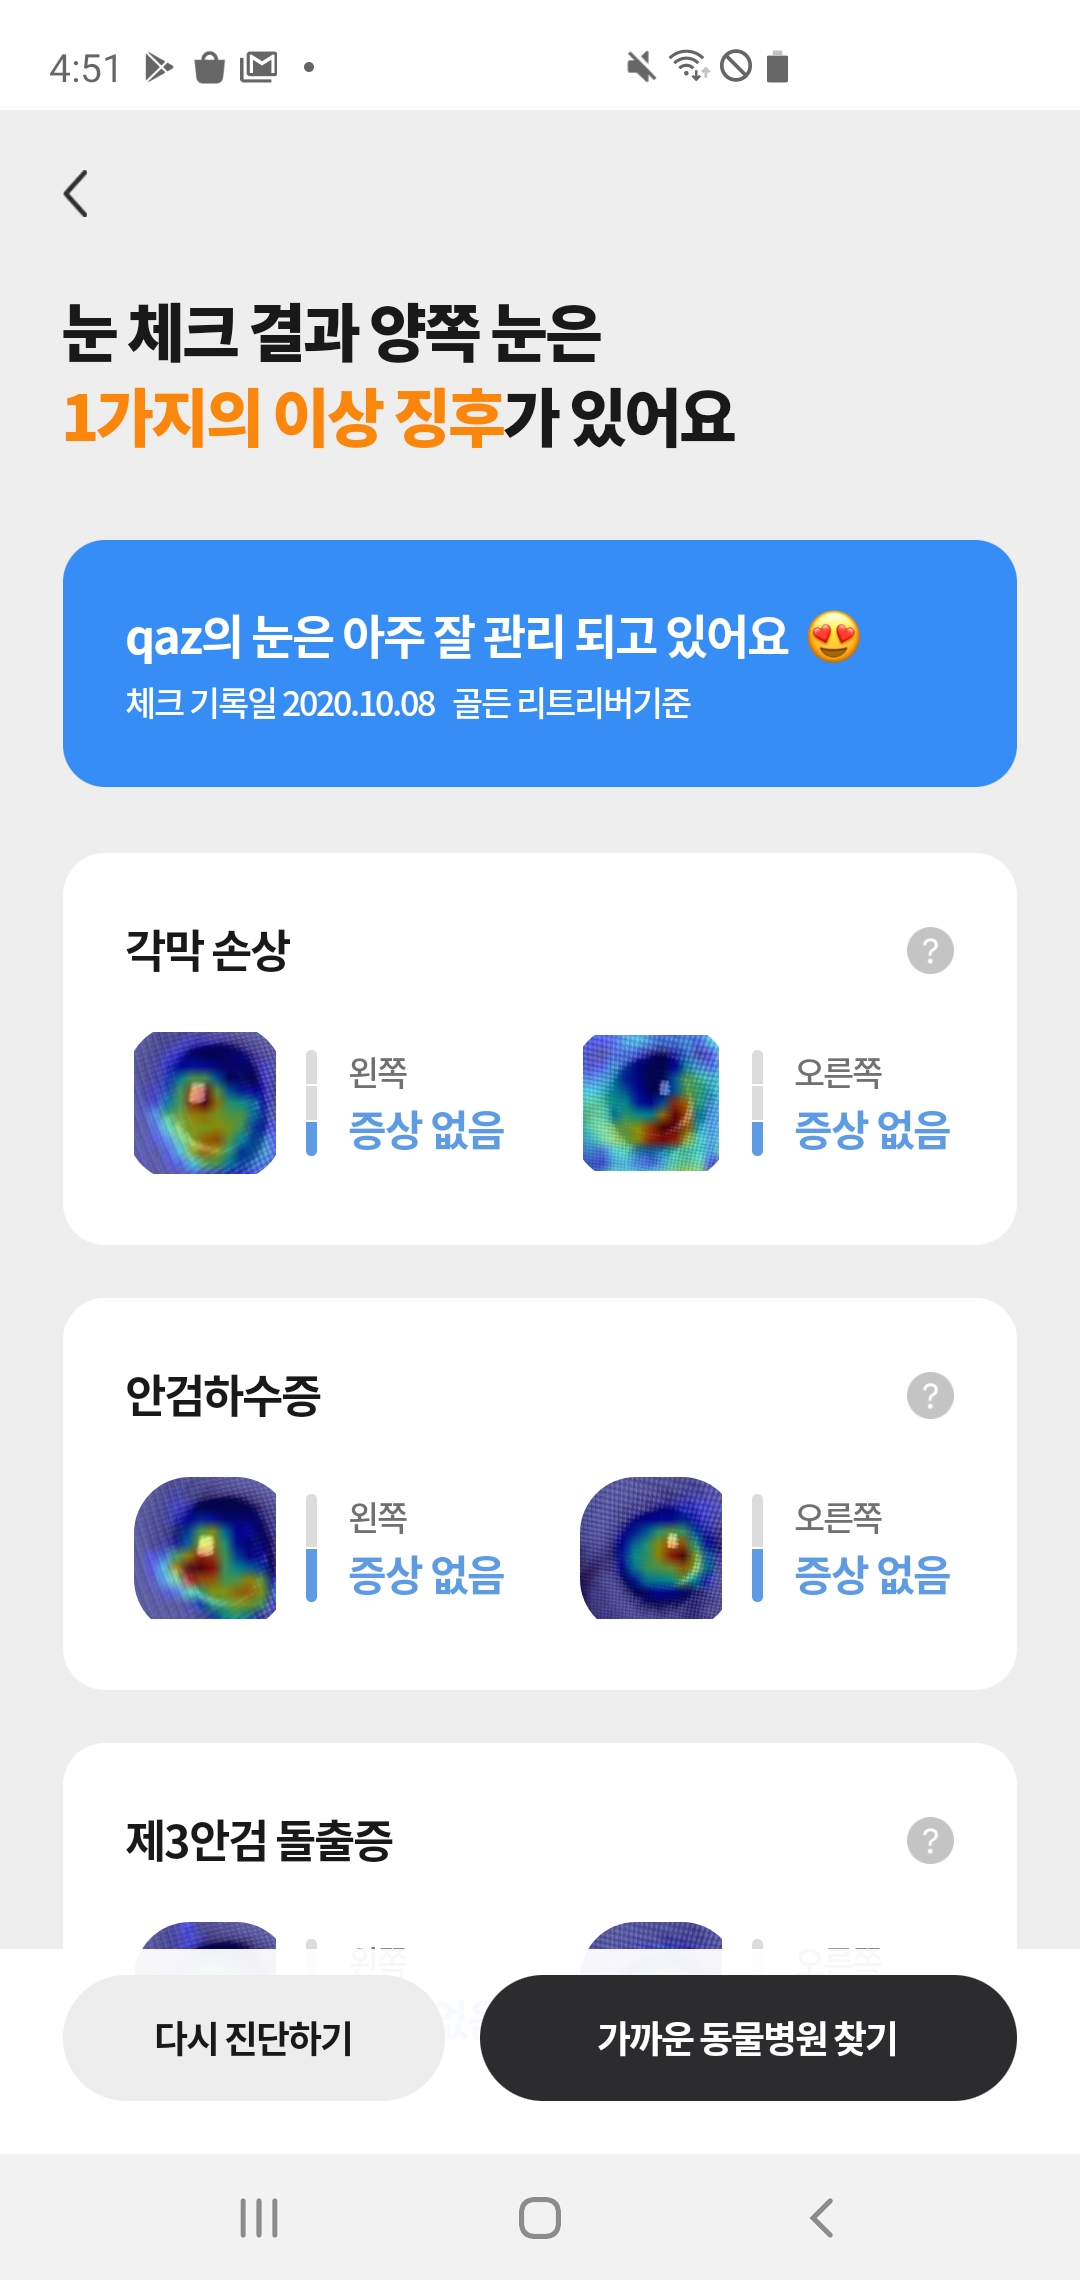 4:51
눈 체크 결과 양쪽 눈은
1가지의 이상 징후가 있어요
qaz의 눈은 아주 잘 관리 되고 있어요 😍
체크 기록일 2020.10.08 골든 리트리버기준
각막 손상
?
왼쪽
증상 없음
오른쪽
증상 없음
안검하수증
?
왼쪽
증상 없음
오른쪽
증상 없음
제3안검 돌출증
?
왼쪽
오른쪽
다시 진단하기
가까운 동물병원 찾기